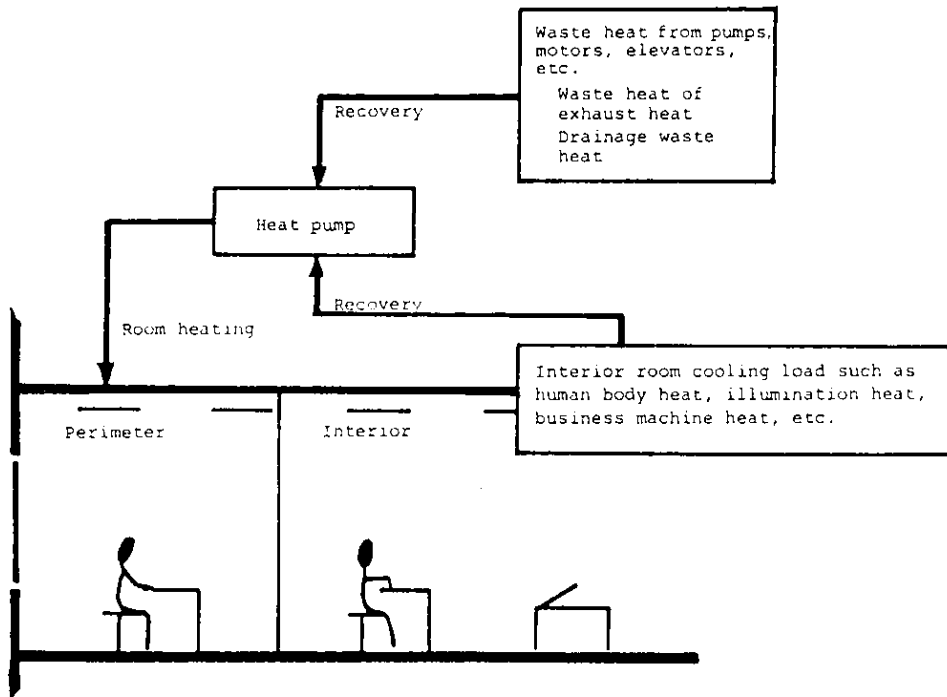 Waste heat from pumps,
motors, elevators,
etc.
Waste heat of
exhaust heat
Drainage waste
heat
Recovery
Heat pump
Recovery
Room heating
Interior room cooling load such as
human body heat, illumination heat,
business machine heat, etc.
Perimeter
Interior